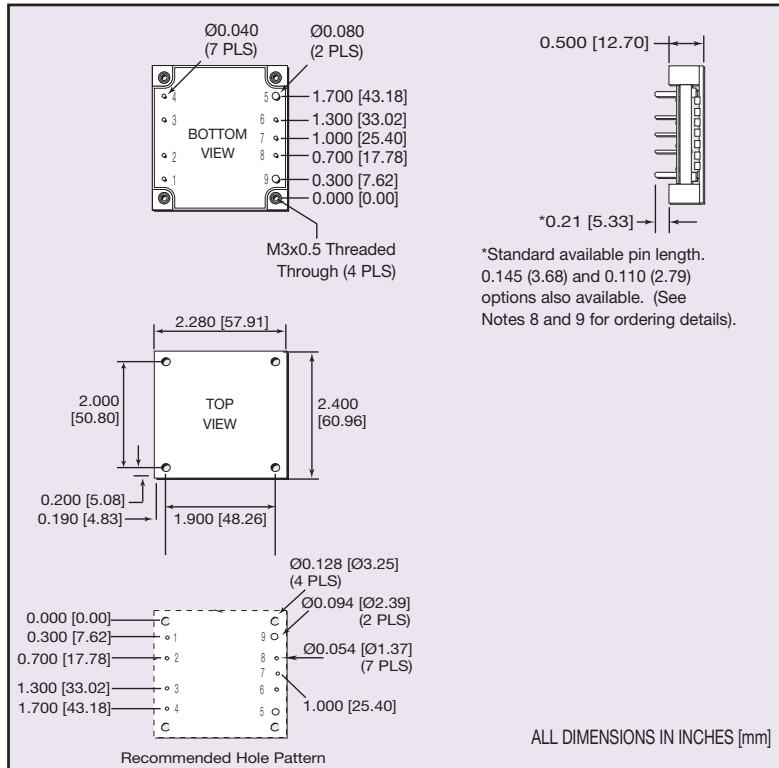 Ø0.040
(7 PLS)
Ø0.080
(2 PLS)
4
3
2
1
BOTTOM
VIEW
5
6
7
8
9
1.700 [43.18]
1.300 [33.02]
1.000 [25.40]
0.700 [17.78]
0.300 [7.62]
0.000 [0.00]
M3x0.5 Threaded
Through (4 PLS)
0.500 [12.70]
*0.21 [5.33]
*Standard available pin length.
0.145 (3.68) and 0.110 (2.79)
options also available. (See
Notes 8 and 9 for ordering details).
2.280 [57.91]
2.000
[50.80]
TOP
VIEW
2.400
[60.96]
0.200 [5.08]
0.190 [4.83]
1.900 [48.26]
Ø0.128 [Ø3.25]
(4 PLS)
Ø0.094 [Ø2.39]
(2 PLS)
Ø0.054 [Ø1.37]
(7 PLS)
0.000 [0.00]
0.300 [7.62]
0.700 [17.78]
1.300 [33.02]
1.700 [43.18]
1
2
3
4
9
8
7
6
5
1.000 [25.40]
Recommended Hole Pattern
ALL DIMENSIONS IN INCHES [mm]